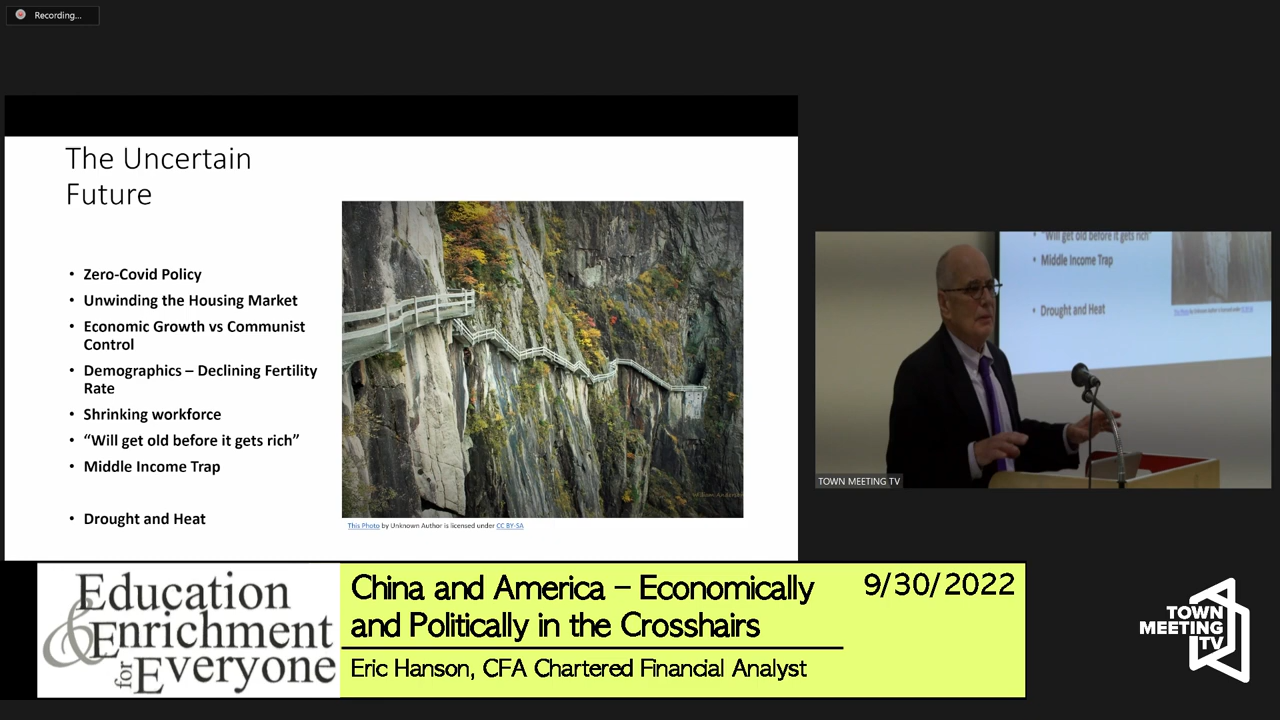 Recording...
The Uncertain
Future
• Zero-Covid Policy
• Unwinding the Housing Market
• Economic Growth vs Communist
Control
• Demographics – Declining Fertility
Rate
• Shrinking workforce
• “Will get old before it gets rich”
• Middle Income Trap
• Drought and Heat
This Photo by Unknown Author is licensed under CC BY-SA
• "Will get old before it gets rich"
• Middle Income Trap
• Drought and Heat
TOWN MEETING TV
Education
& Enrichment
for Everyone
China and America – Economically
and Politically in the Crosshairs
Eric Hanson, CFA Chartered Financial Analyst
9/30/2022
TOWN
MEETING
TV